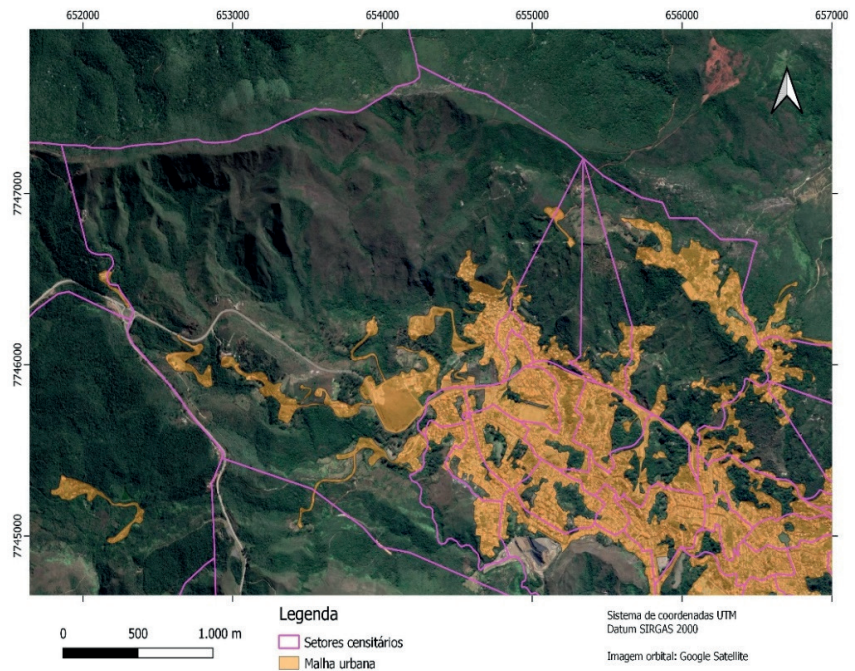 652000 653000 654000 655000 656000 657000
7747000
7746000
7745000
Legenda
Setores censitários
Malha urbana
0 500 1.000 m
Sistema de coordenadas UTM
Datum SIRGAS 2000
Imagem orbital: Google Satellite